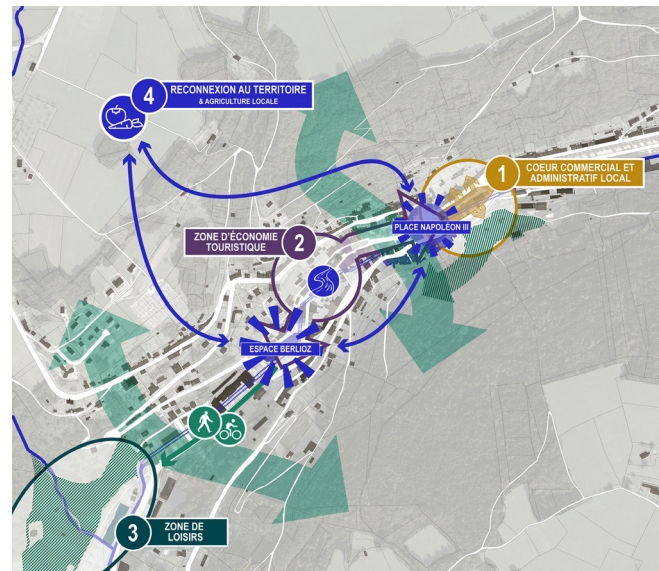 4
RECONNEXION AU TERRITOIRE
& AGRICULTURE LOCALE
1
COEUR COMMERCIAL ET
ADMINISTRATIF LOCAL
PLACE NAPOLÉON III
ZONE D'ÉCONOMIE
TOURISTIQUE
2
ESPACE BERLIOZ
3
ZONE DE
LOISIRS